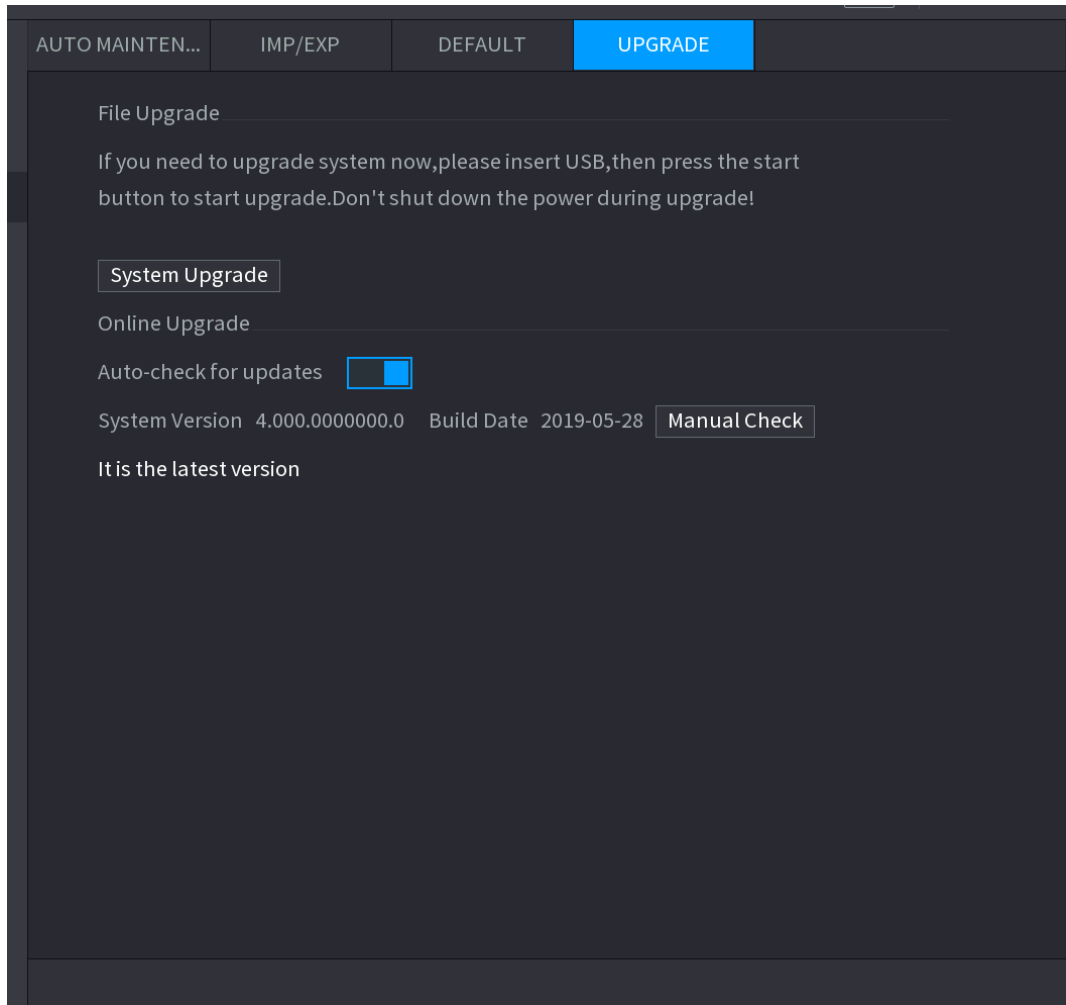 AUTO MAINTEN... IMP/EXP DEFAULT UPGRADE
File Upgrade
If you need to upgrade system now,please insert USB,then press the start
button to start upgrade.Don't shut down the power during upgrade!
System Upgrade
Online Upgrade
Auto-check for updates
System Version 4.000.0000000.0 Build Date 2019-05-28 Manual Check
It is the latest version